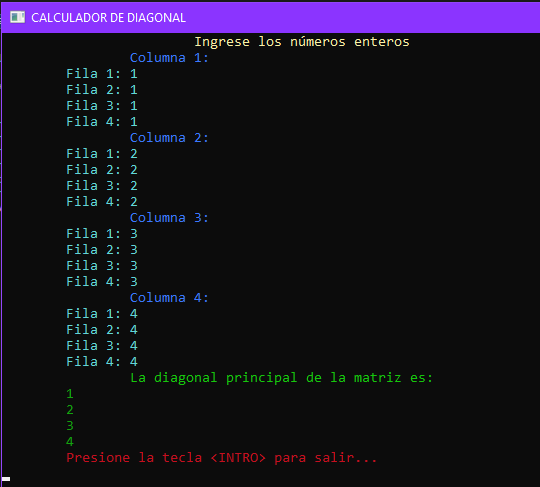 CALCULADOR DE DIAGONAL
Ingrese los números enteros
Columna 1:
Fila 1: 1
Fila 2: 1
Fila 3: 1
Fila 4: 1
Columna 2:
Fila 1: 2
Fila 2: 2
Fila 3: 2
Fila 4: 2
Columna 3:
Fila 1: 3
Fila 2: 3
Fila 3: 3
Fila 4: 3
Columna 4:
Fila 1: 4
Fila 2: 4
Fila 3: 4
Fila 4: 4
La diagonal principal de la matriz es:
1
2
3
4
Presione la tecla <INTRO> para salir...